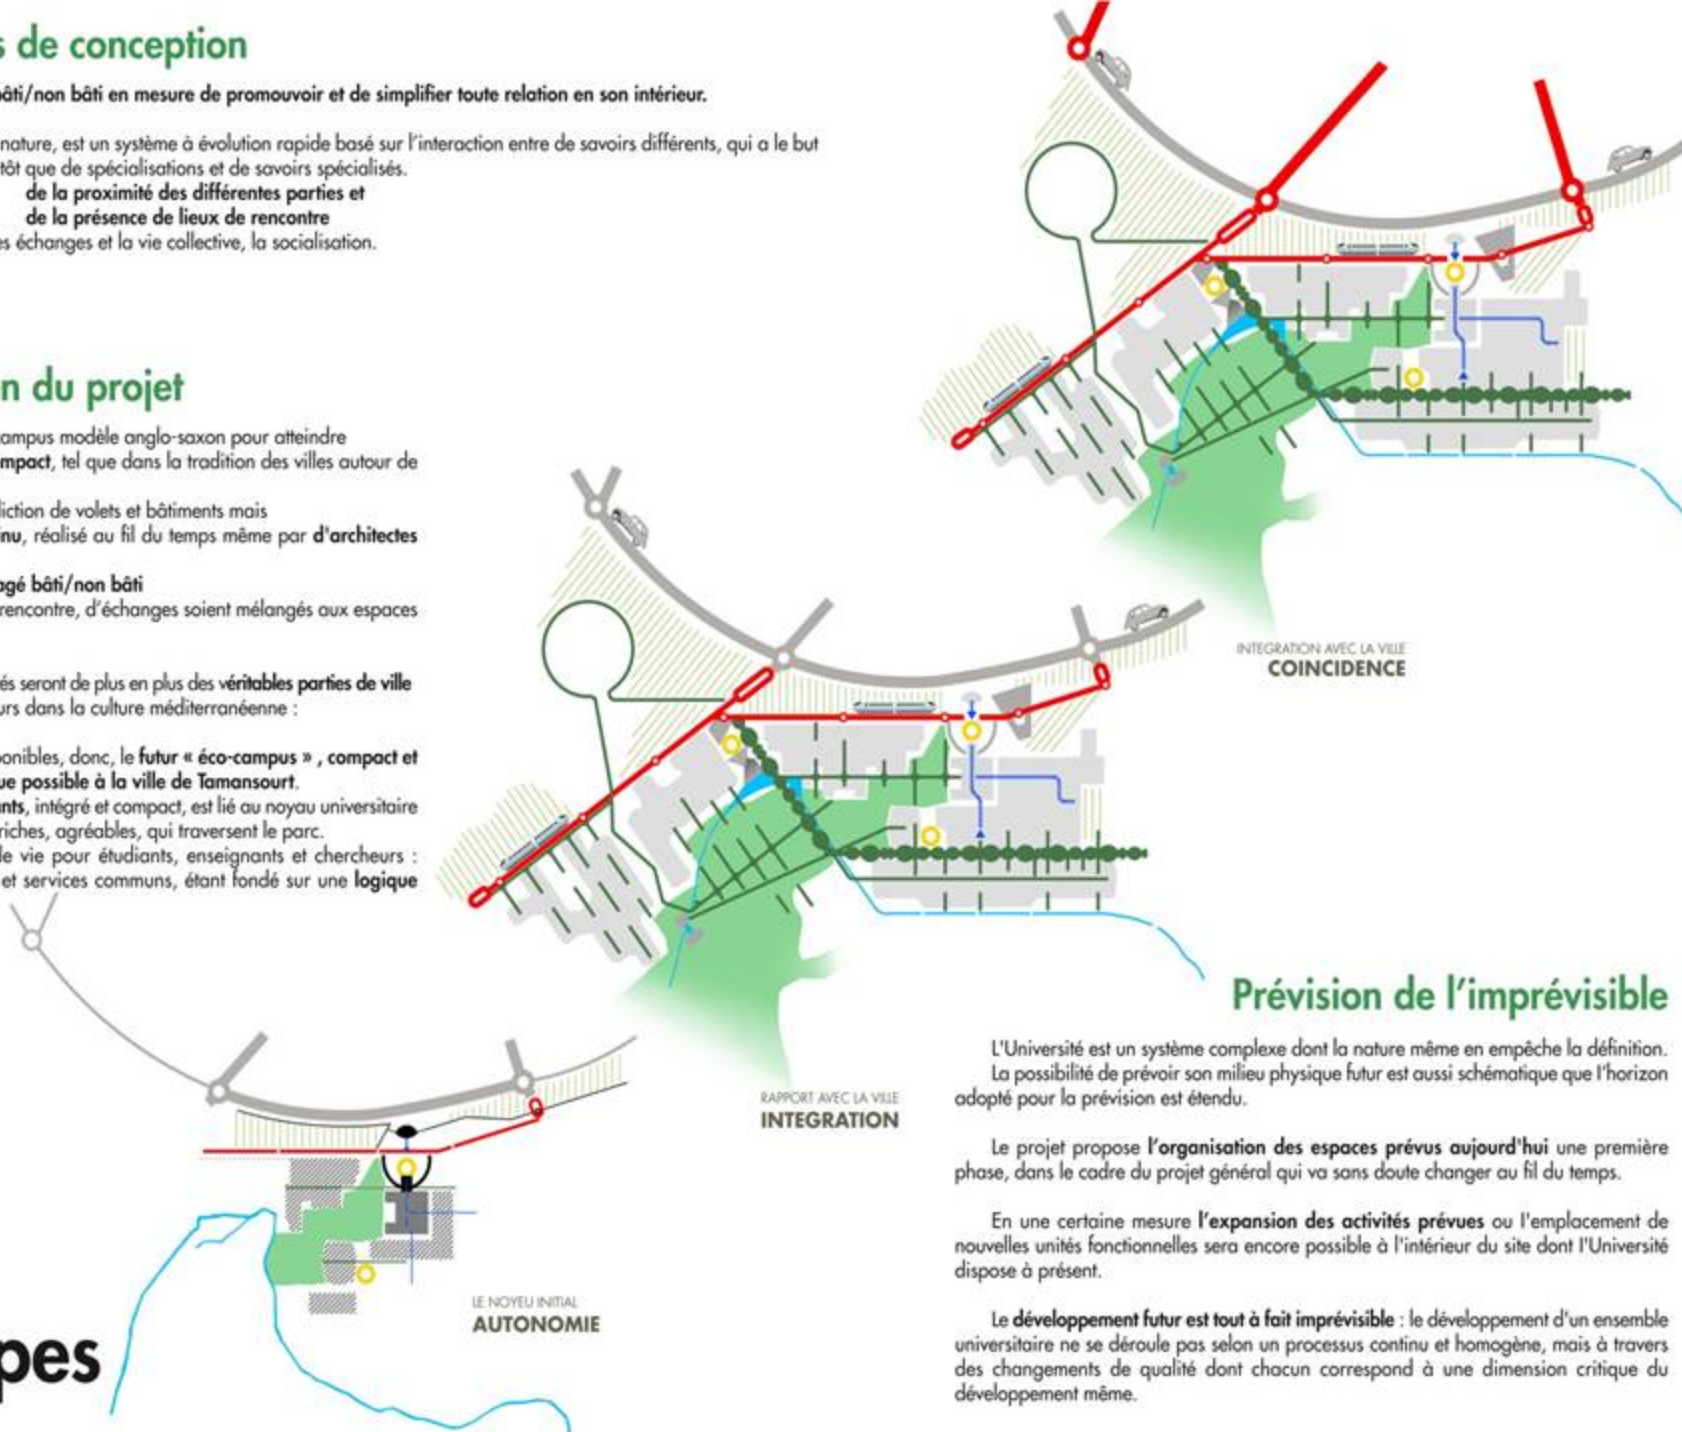 s de conception
bâti/non bâti en mesure de promouvoir et de simplifier toute relation en son intérieur.
nature, est un système à évolution rapide basé sur l'interaction entre de savoirs différents, qui a le but
tôt que de spécialisations et de savoirs spécialisés.
de la proximité des différentes parties et
de la présence de lieux de rencontre
es échanges et la vie collective, la socialisation.
n du projet
campus modèle anglo-saxon pour atteindre
mpact, tel que dans la tradition des villes autour de
diction de volets et bâtiments mais
inu, réalisé au fil du temps même par d'architectes
agé bâti/non bâti
rencontre, d'échanges soient mélangés aux espaces
és seront de plus en plus des véritables parties de ville
urs dans la culture méditerranéenne :
ponibles, donc, le futur « éco-campus » , compact et
ue possible à la ville de Tamansourt.
ants, intégré et compact, est lié au noyau universitaire
riches, agréables, qui traversent le parc.
de vie pour étudiants, enseignants et chercheurs :
et services communs, étant fondé sur une logique
INTEGRATION AVEC LA VILLE
COINCIDENCE
RAPPORT AVEC LA VILLE
INTEGRATION
LE NOYEU INITIAL
AUTONOMIE
pes
Prévision de l'imprévisible
L'Université est un système complexe dont la nature même en empêche la définition.
La possibilité de prévoir son milieu physique futur est aussi schématique que l'horizon
adopté pour la prévision est étendu.
Le projet propose l'organisation des espaces prévus aujourd'hui une première
phase, dans le cadre du projet général qui va sans doute changer au fil du temps.
En une certaine mesure l'expansion des activités prévues ou l'emplacement de
nouvelles unités fonctionnelles sera encore possible à l'intérieur du site dont l'Université
dispose à présent.
Le développement futur est tout à fait imprévisible : le développement d'un ensemble
universitaire ne se déroule pas selon un processus continu et homogène, mais à travers
des changements de qualité dont chacun correspond à une dimension critique du
développement même.